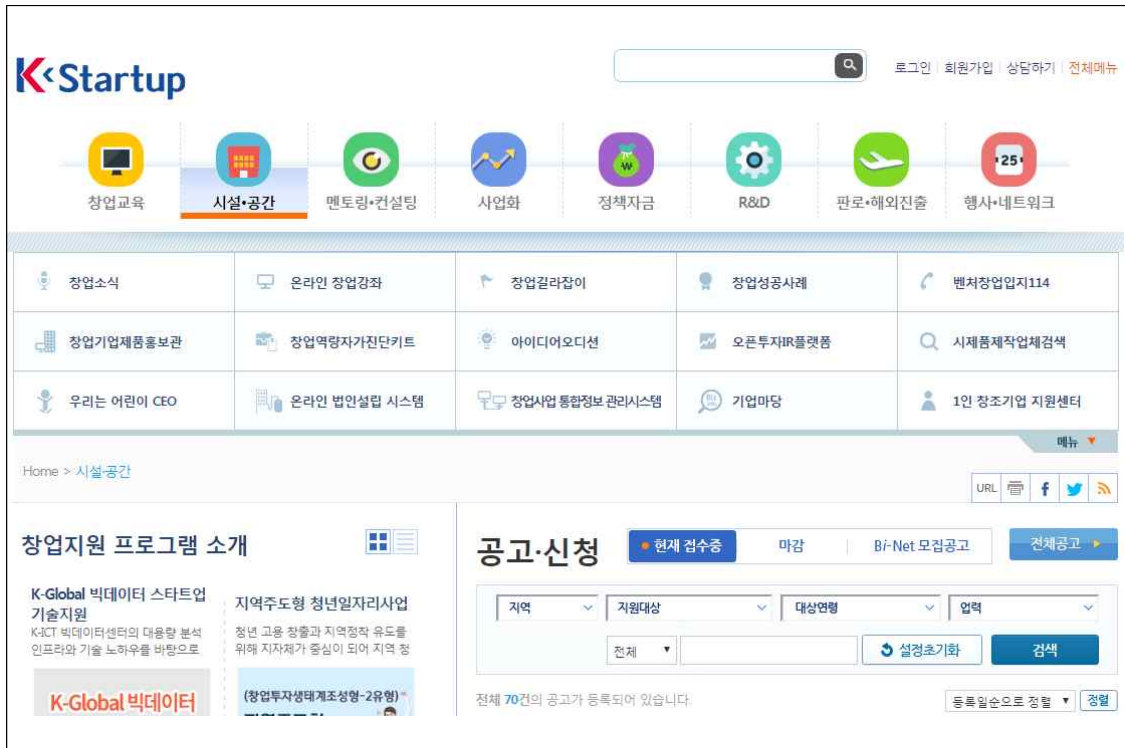 K Startup
로그인 회원가입 상담하기 전체메뉴
25
창업교육 시설•공간 멘토링•컨설팅 사업화 정책자금 R&D 판로•해외진출 행사•네트워크
창업소식 온라인 창업강좌 창업길라잡이 창업성공사례 벤처창업입지114
창업기업제품홍보관 창업역량자가진단키트 아이디어오디션 오픈투자IR플랫폼 시제품제작업체검색
우리는 어린이 CEO 온라인 법인설립 시스템 창업사업 통합정보 관리시스템 기업마당 1인 창조기업 지원센터
메뉴 ▼
Home > 시설·공간
URL
창업지원 프로그램 소개
K-Global 빅데이터 스타트업
기술지원
K-ICT 빅데이터센터의 대용량 분석
인프라와 기술 노하우를 바탕으로
K-Global 빅데이터
지역주도형 청년일자리사업
청년 고용 창출과 지역정착 유도를
위해 지자체가 중심이 되어 지역 정
(창업투자생태계조성형-2유형)
공고·신청
현재 접수중 마감 Bi-Net 모집공고 전체공고
지역 지원대상 대상연령 업력
전체 설정초기화 검색
전체 70건의 공고가 등록되어 있습니다.
등록일순으로 정렬 정렬